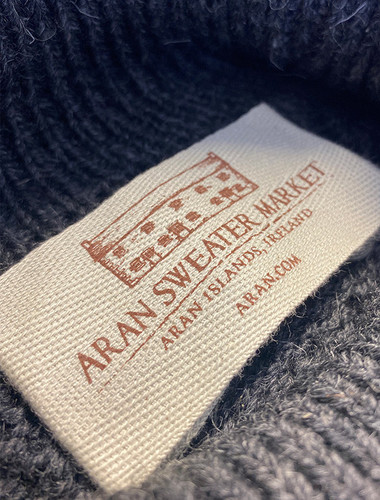 ARAN SWEATER MARKET
ARAN ISLANDS, IRELAND
ARAN.COM